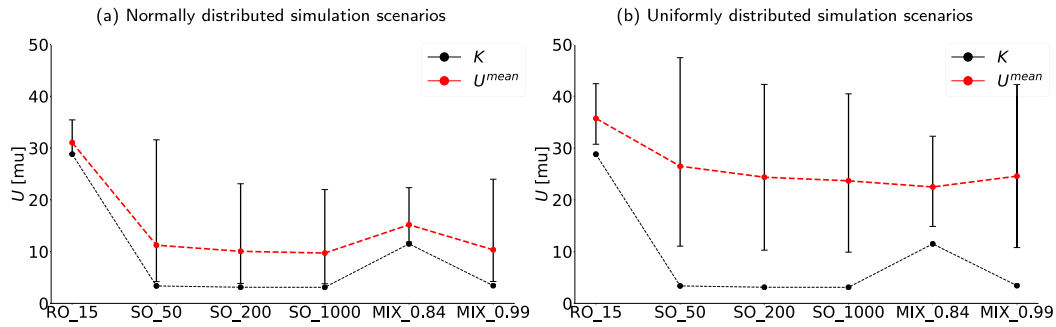 (a) Normally distributed simulation scenarios
50
40
30
20
10
0
U [mu]
K
U^mean
RO_15 SO_50 SO_200 SO_1000 MIX_0.84 MIX_0.99
(b) Uniformly distributed simulation scenarios
50
40
30
20
10
0
U [mu]
K
U^mean
RO_15 SO_50 SO_200 SO_1000 MIX_0.84 MIX_0.99